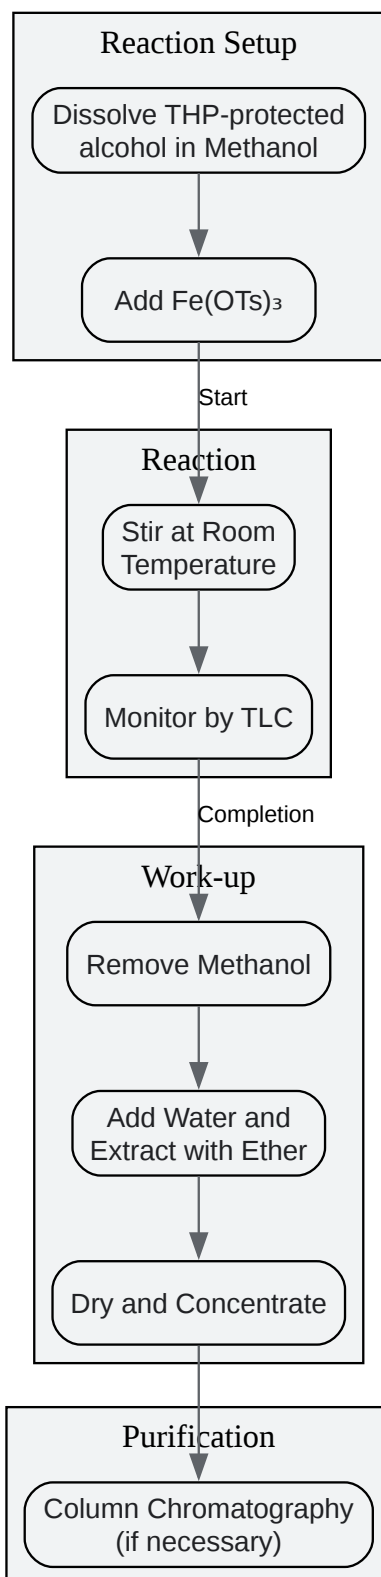 Reaction Setup
Dissolve THP-protected
alcohol in Methanol
Add Fe(OTs)₃
Start
Reaction
Stir at Room
Temperature
Monitor by TLC
Completion
Work-up
Remove Methanol
Add Water and
Extract with Ether
Dry and Concentrate
Purification
Column Chromatography
(if necessary)